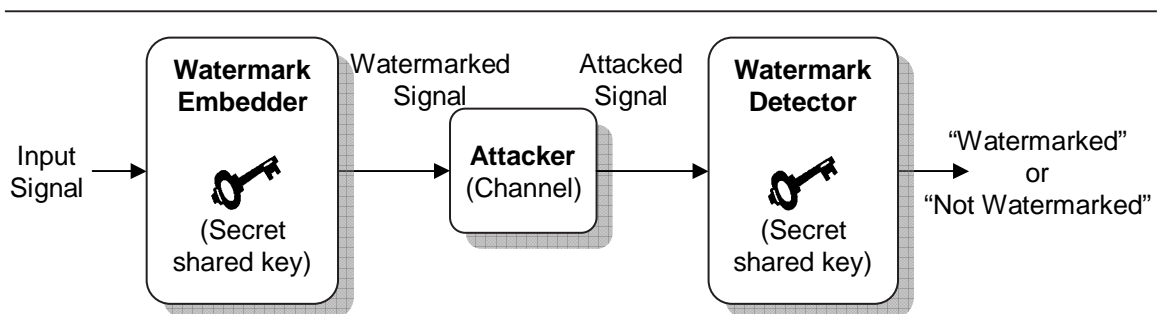 Input
Signal
Watermark
Embedder
(Secret
shared key)
Watermarked
Signal
Attacker
(Channel)
Attacked
Signal
Watermark
Detector
(Secret
shared key)
“Watermarked”
or
“Not Watermarked”